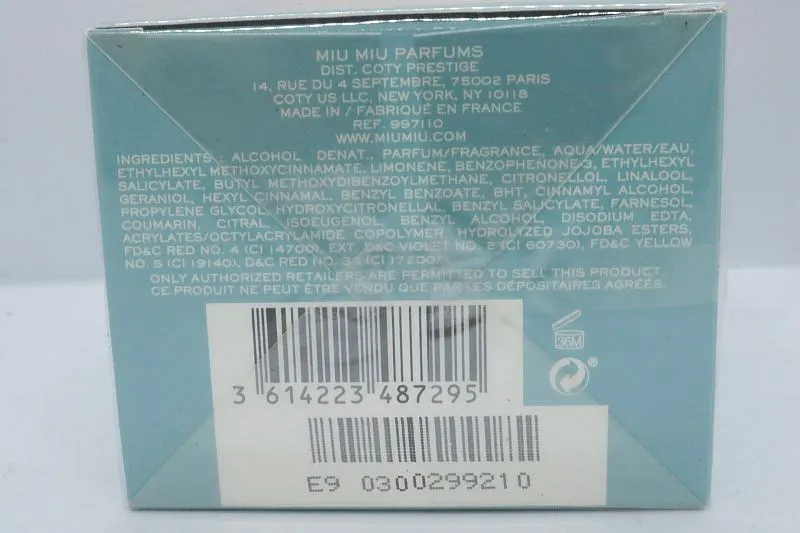 MIU MIU PARFUMS
DIST. COTY PRESTIGE
14, RUE DU 4 SEPTEMBRE, 75002 PARIS
COTY US LLC, NEW YORK, NY 10118
MADE IN / FABRIQUÉ EN FRANCE
REF. 997110
WWW.MIUMIU.COM
INGREDIENTS : ALCOHOL DENAT., PARFUM/FRAGRANCE, AQUA/WATER/EAU,
ETHYLHEXYL METHOXYCINNAMATE, LIMONENE, BENZOPHENONE-3, ETHYLHEXYL
SALICYLATE, BUTYL METHOXYDIBENZOYLMETHANE, CITRONELLOL, LINALOOL,
GERANIOL, HEXYL CINNAMAL, BENZYL BENZOATE, BHT, CINNAMYL ALCOHOL,
PROPYLENE GLYCOL, HYDROXYCITRONELLAL, BENZYL SALICYLATE, FARNESOL,
COUMARIN, CITRAL, ISOEUGENOL, BENZYL ALCOHOL, DISODIUM EDTA,
ACRYLATES/OCTYLACRYLAMIDE COPOLYMER, HYDROLYZED JOJOBA ESTERS,
FD&C RED NO. 4 (CI 14700), EXT. D&C VIOLET NO. 2 (CI 60730), FD&C YELLOW
NO. 5 (CI 19140), D&C RED NO. 33 (CI 17200).
ONLY AUTHORIZED RETAILERS ARE PERMITTED TO SELL THIS PRODUCT.
CE PRODUIT NE PEUT ÊTRE VENDU QUE PAR LES DÉPOSITAIRES AGRÉÉS.
36M
®
3 614223 487295
E9 0300299210